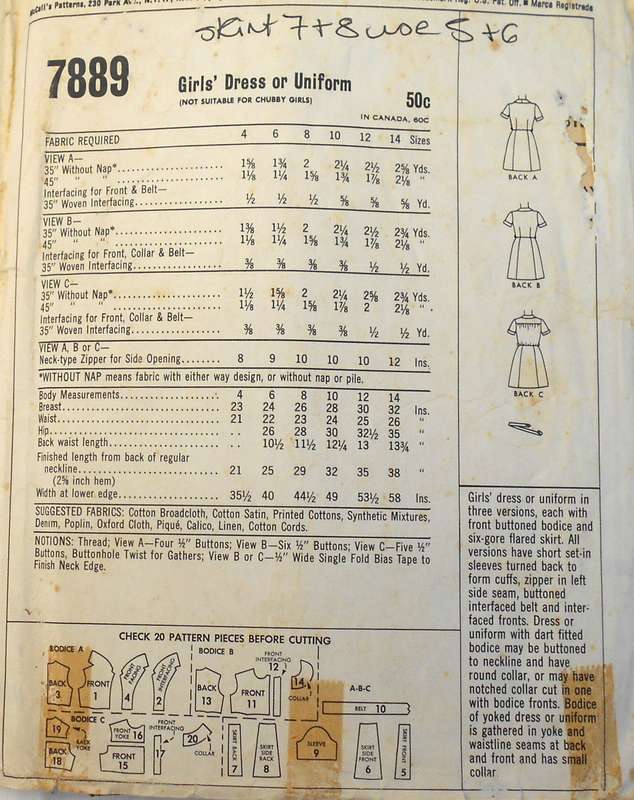 McCall's Patterns, 230 Park
Pat. Off. ■ Marca Registrada
skirt 7+8 use 5+6
7889
Girls' Dress or Uniform
(NOT SUITABLE FOR CHUBBY GIRLS)
50c
IN CANADA, 60C
FABRIC REQUIRED 4 6 8 10 12 14 Sizes
VIEW A—
35" Without Nap* 1⅝ 1¾ 2 2¼ 2½ 2⅝ Yds.
45" " " 1⅛ 1¼ 1⅝ 1¾ 1⅞ 2⅛ "
Interfacing for Front & Belt—
35" Woven Interfacing ½ ½ ½ ⅝ ⅝ ⅝ Yd.
VIEW B—
35" Without Nap* 1⅜ 1½ 2 2¼ 2½ 2¾ Yds.
45" " " 1⅛ 1¼ 1⅝ 1¾ 1⅞ 2⅛ "
Interfacing for Front, Collar & Belt—
35" Woven Interfacing ⅜ ⅜ ⅜ ⅜ ½ ½ Yd.
VIEW C—
35" Without Nap* 1½ 1⅝ 2 2¼ 2⅝ 2¾ Yds.
45" " " 1⅛ 1¼ 1⅝ 1⅞ 2 2⅛ "
Interfacing for Front, Collar & Belt—
35" Woven Interfacing ⅜ ⅜ ⅜ ⅜ ½ ½ Yd.
VIEW A, B or C—
Neck-type Zipper for Side Opening 8 9 10 10 10 12 Ins.
*WITHOUT NAP means fabric with either way design, or without nap or pile.
Body Measurements 4 6 8 10 12 14
Breast 23 24 26 28 30 32 Ins.
Waist 21 22 23 24 25 26 "
Hip .. 26 28 30 32½ 35 "
Back waist length .. 10½ 11½ 12¼ 13 13¾ "
Finished length from back of regular
neckline 21 25 29 32 35 38 "
(2⅝ inch hem)
Width at lower edge 35½ 40 44½ 49 53½ 58 Ins.
SUGGESTED FABRICS: Cotton Broadcloth, Cotton Satin, Printed Cottons, Synthetic Mixtures,
Denim, Poplin, Oxford Cloth, Piqué, Calico, Linen, Cotton Cords.
NOTIONS: Thread; View A—Four ½" Buttons; View B—Six ½" Buttons; View C—Five ½"
Buttons, Buttonhole Twist for Gathers; View B or C—½" Wide Single Fold Bias Tape to
Finish Neck Edge.
BACK A
BACK B
BACK C
Girls' dress or uniform in
three versions, each with
front buttoned bodice and
six-gore flared skirt. All
versions have short set-in
sleeves turned back to
form cuffs, zipper in left
side seam, buttoned
interfaced belt and inter-
faced fronts. Dress or
uniform with dart fitted
bodice may be buttoned
to neckline and have
round collar, or may have
notched collar cut in one
with bodice fronts. Bodice
of yoked dress or uniform
is gathered in yoke and
waistline seams at back
and front and has small
collar
CHECK 20 PATTERN PIECES BEFORE CUTTING
BODICE A
BACK 3
FRONT 1
FRONT FACING 4
FRONT INTERFACING 2
BODICE B
BACK 13
FRONT 11
FRONT INTERFACING 12
14 COLLAR
A-B-C
BELT 10
BODICE C
19 BACK YOKE
BACK 18
FRONT YOKE 16
FRONT 15
FRONT INTERFACING 17
20 COLLAR
SKIRT BACK 7
SKIRT SIDE BACK 8
SLEEVE 9
SKIRT SIDE FRONT 6
SKIRT FRONT 5